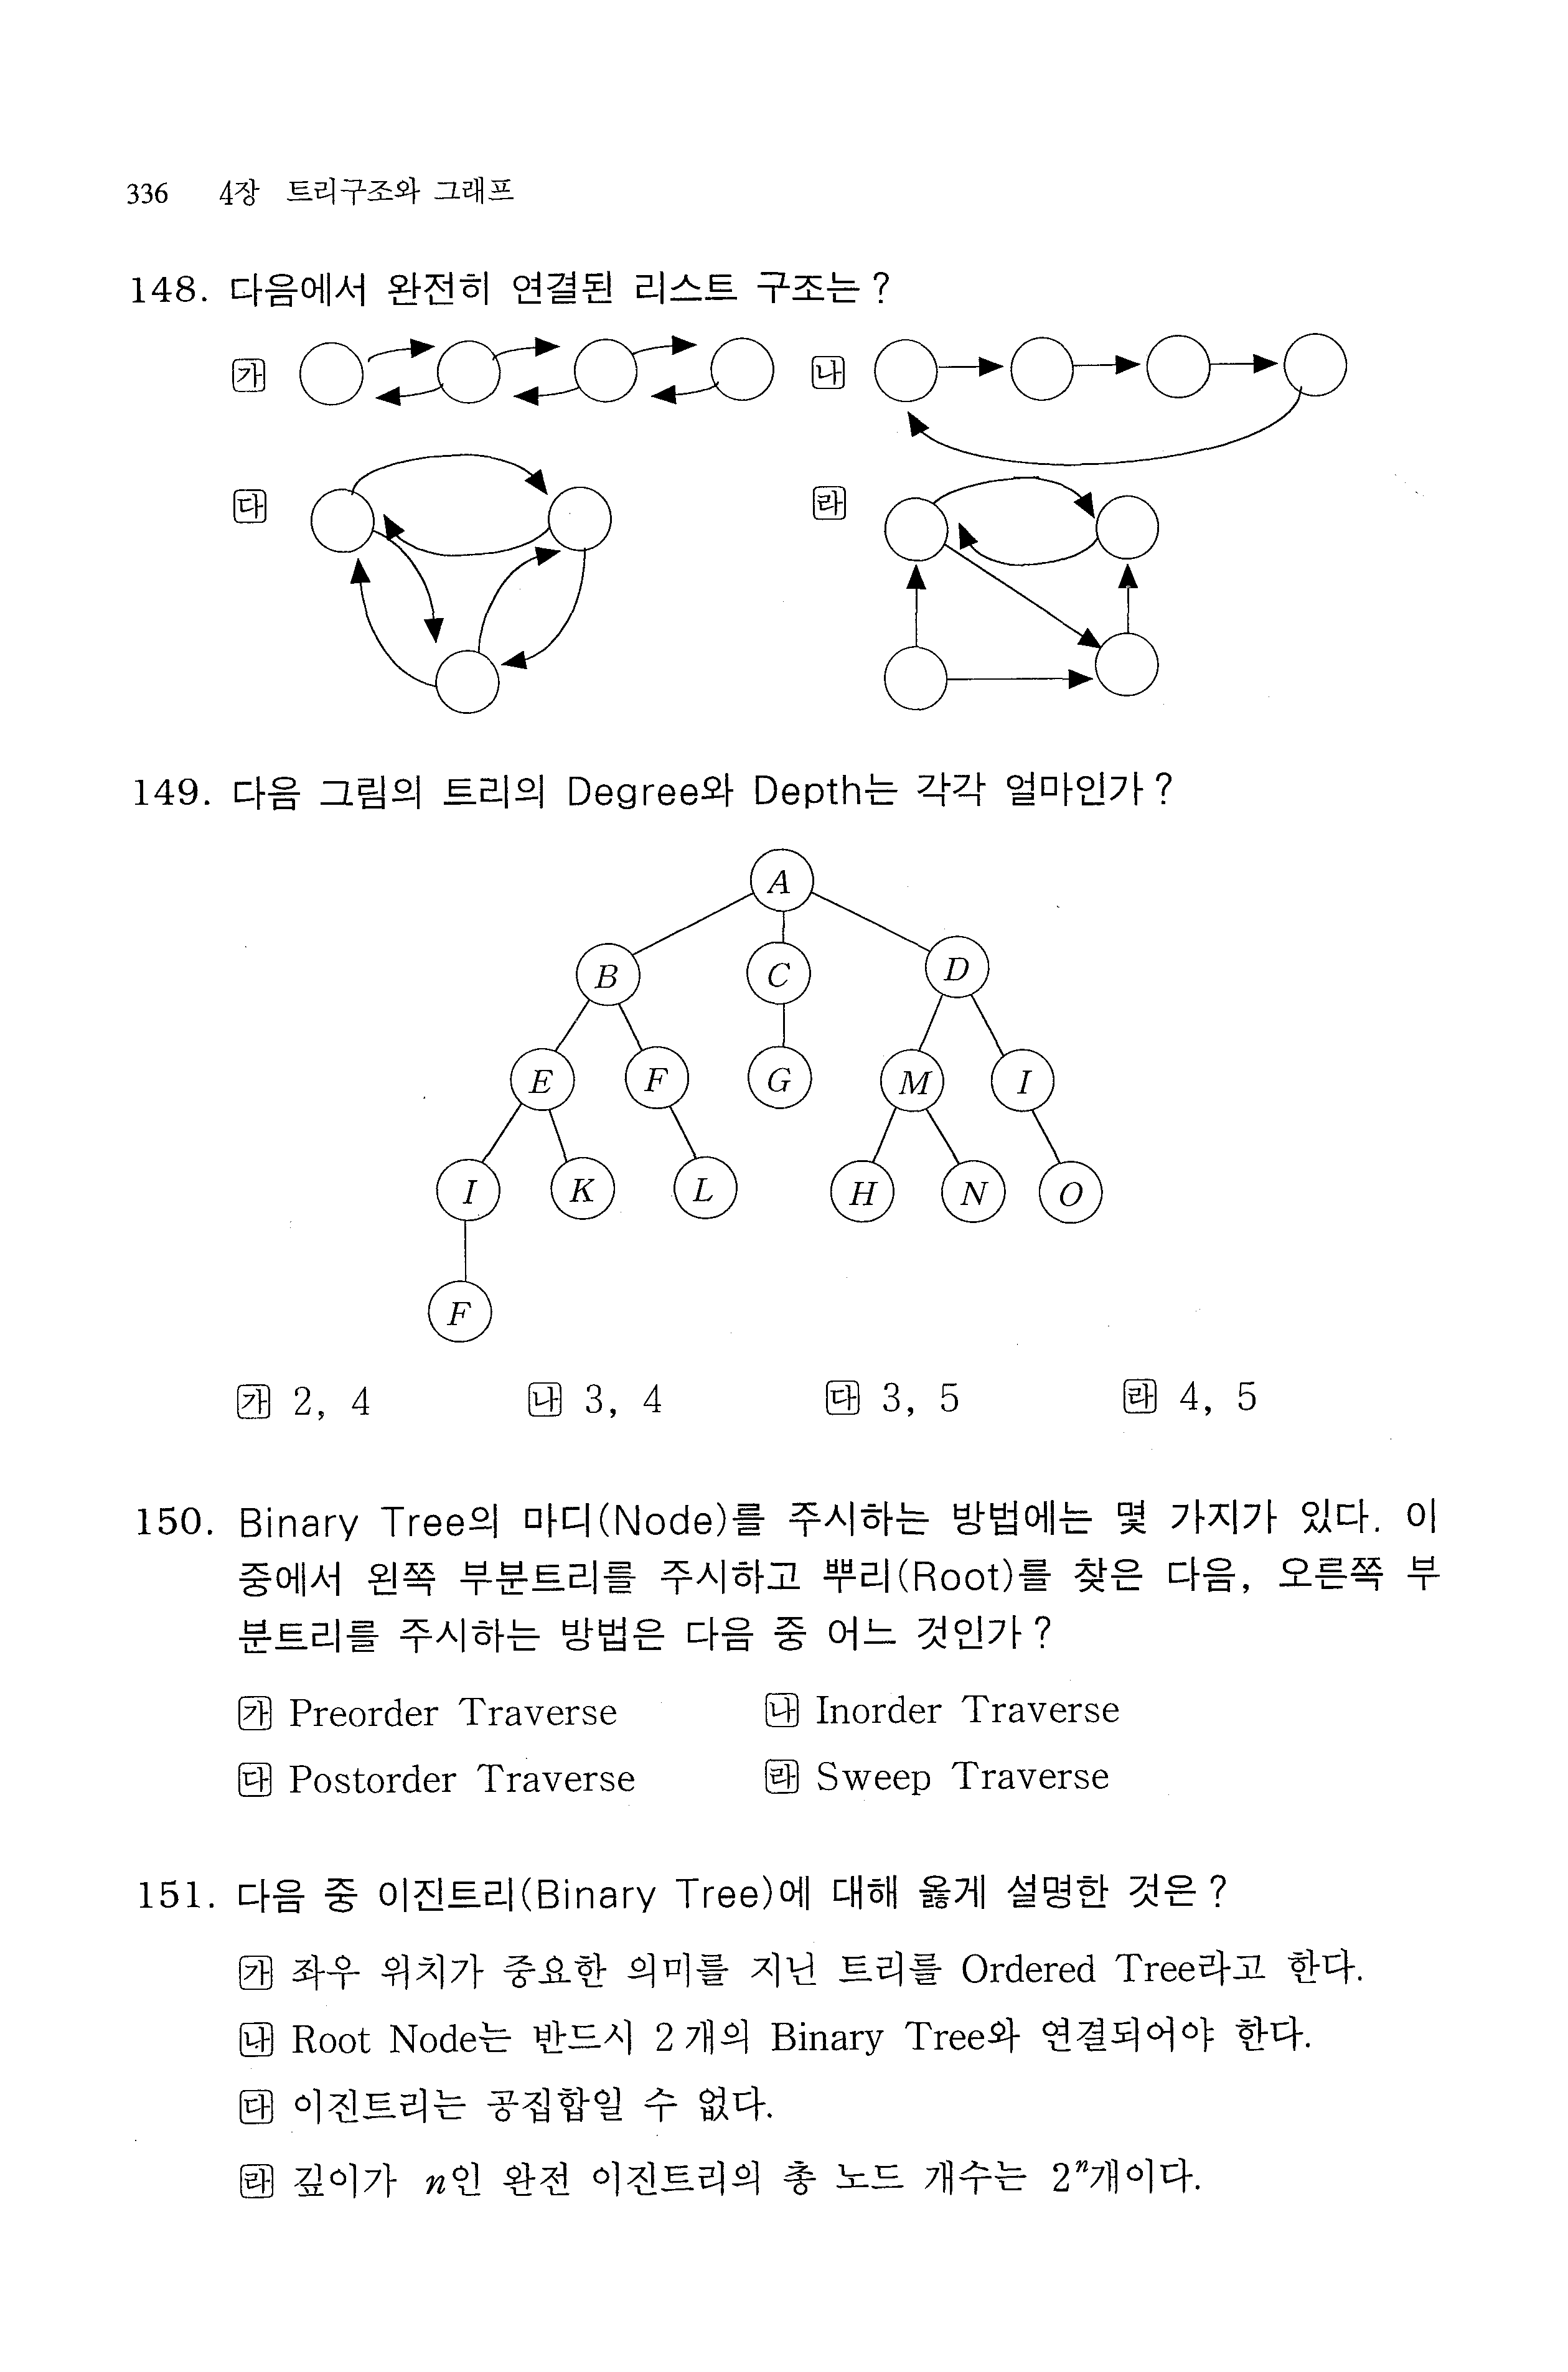 336 4장 트리구조와 그래프
148. 다음에서 완전히 연결된 리스트 구조는?
㉮ ㉯
㉰ ㉱
149. 다음 그림의 트리의 Degree와 Depth는 각각 얼마인가?
A
B C D
E F G M I
I K L H N O
F
㉮ 2, 4 ㉯ 3, 4 ㉰ 3, 5 ㉱ 4, 5
150. Binary Tree의 마디(Node)를 주시하는 방법에는 몇 가지가 있다. 이
중에서 왼쪽 부분트리를 주시하고 뿌리(Root)를 찾은 다음, 오른쪽 부
분트리를 주시하는 방법은 다음 중 어느 것인가?
㉮ Preorder Traverse ㉯ Inorder Traverse
㉰ Postorder Traverse ㉱ Sweep Traverse
151. 다음 중 이진트리(Binary Tree)에 대해 옳게 설명한 것은?
㉮ 좌우 위치가 중요한 의미를 지닌 트리를 Ordered Tree라고 한다.
㉯ Root Node는 반드시 2개의 Binary Tree와 연결되어야 한다.
㉰ 이진트리는 공집합일 수 없다.
㉱ 깊이가 n인 완전 이진트리의 총 노드 개수는 2ⁿ개이다.